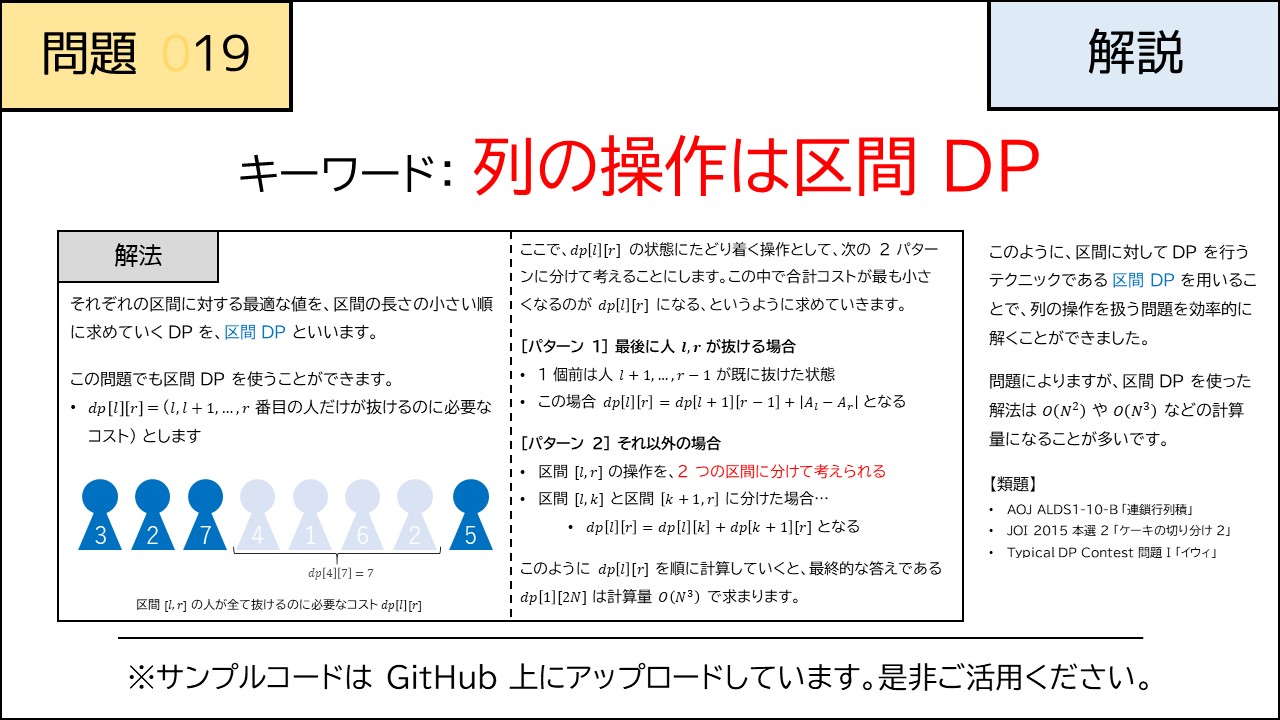 問題 019
解説
キーワード: 列の操作は区間 DP
解法
それぞれの区間に対する最適な値を、区間の長さの小さい順
に求めていく DP を、区間 DP といいます。
この問題でも区間 DP を使うことができます。
• dp[l][r] = (l, l + 1, …, r 番目の人だけが抜けるのに必要な
コスト) とします
3 2 7 4 1 6 2 5
dp[4][7] = 7
区間 [l, r] の人が全て抜けるのに必要なコスト dp[l][r]
ここで、dp[l][r] の状態にたどり着く操作として、次の 2 パター
ンに分けて考えることにします。この中で合計コストが最も小さ
くなるのが dp[l][r] になる、というように求めていきます。
[パターン 1] 最後に人 l, r が抜ける場合
• 1 個前は人 l + 1, …, r − 1 が既に抜けた状態
• この場合 dp[l][r] = dp[l + 1][r − 1] + |A_l − A_r| となる
[パターン 2] それ以外の場合
• 区間 [l, r] の操作を、2 つの区間に分けて考えられる
• 区間 [l, k] と区間 [k + 1, r] に分けた場合…
• dp[l][r] = dp[l][k] + dp[k + 1][r] となる
このように dp[l][r] を順に計算していくと、最終的な答えである
dp[1][2N] は計算量 O(N³) で求まります。
このように、区間に対して DP を行う
テクニックである 区間 DP を用いるこ
とで、列の操作を扱う問題を効率的に
解くことができました。
問題によりますが、区間 DP を使った
解法は O(N²) や O(N³) などの計算
量になることが多いです。
【類題】
• AOJ ALDS1-10-B「連鎖行列積」
• JOI 2015 本選 2「ケーキの切り分け 2」
• Typical DP Contest 問題 I「イウィ」
※サンプルコードは GitHub 上にアップロードしています。是非ご活用ください。